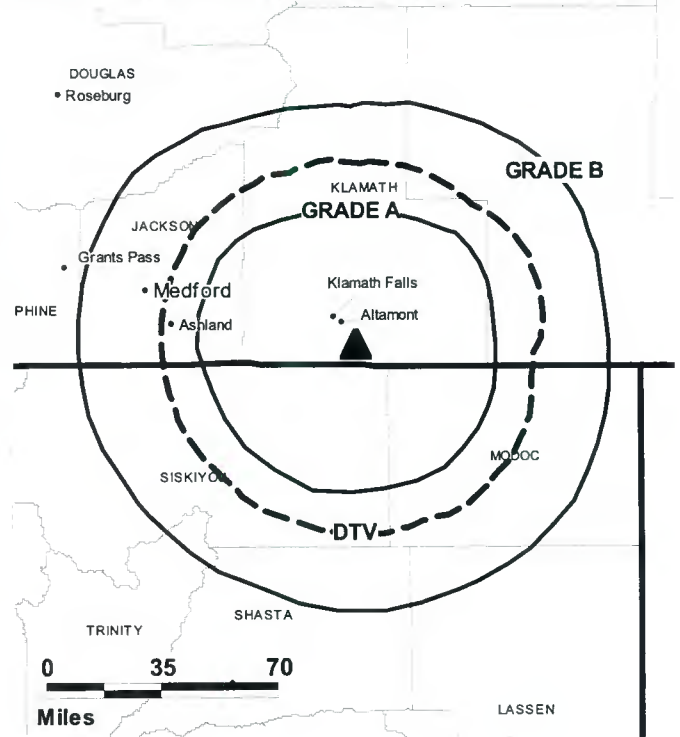 DOUGLAS
Roseburg
GRADE B
KLAMATH
GRADE A
JACKSON
Grants Pass
Medford
Klamath Falls
PHINE
Altamont
Ashland
MODOC
SISKIYOU
DTV
SHASTA
TRINITY
0 35 70
Miles
LASSEN